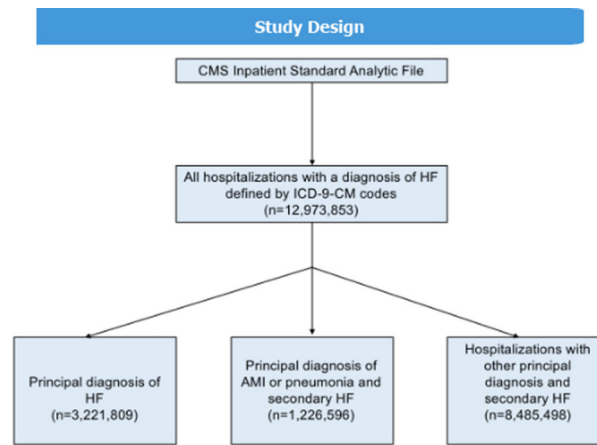 Study Design
CMS Inpatient Standard Analytic File
All hospitalizations with a diagnosis of HF
defined by ICD-9-CM codes
(n=12,973,853)
Principal diagnosis of
HF
(n=3,221,809)
Principal diagnosis of
AMI or pneumonia and
secondary HF
(n=1,226,596)
Hospitalizations with
other principal
diagnosis and
secondary HF
(n=8,485,498)